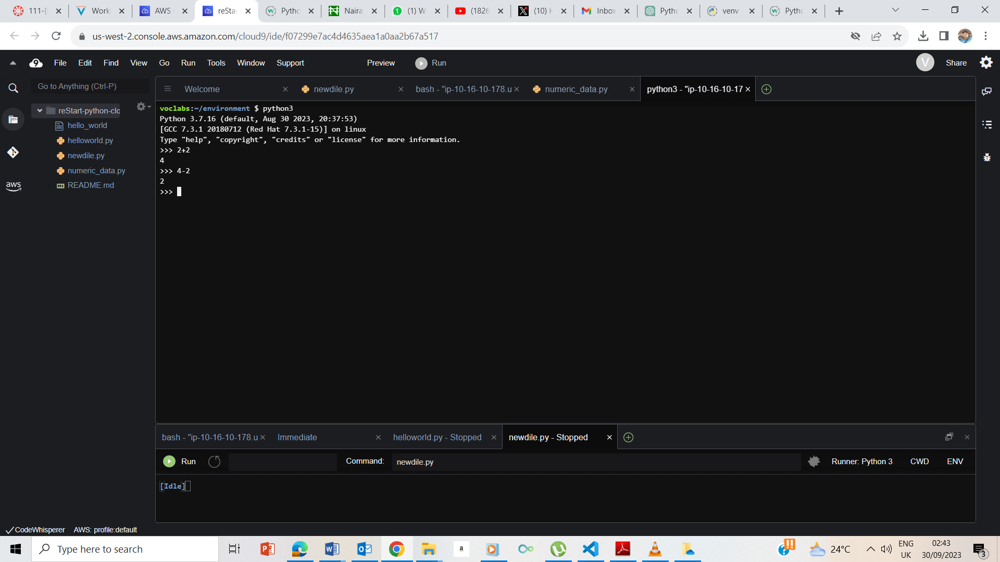 111-[
Work
AWS
reSta
Pytho
Naira
(1) W
(1826
(10) H
Inbox
Pytho
venv
Pytho
us-west-2.console.aws.amazon.com/cloud9/ide/f07299e7ac4d4635aea1a0aa2b67a517
9 File Edit Find View Go Run Tools Window Support Preview Run V Share
Go to Anything (Ctrl-P)
Welcome newdile.py bash - "ip-10-16-10-178.u numeric_data.py python3 - "ip-10-16-10-17
reStart-python-clo
hello_world
helloworld.py
newdile.py
numeric_data.py
README.md
aws
voclabs:~/environment $ python3
Python 3.7.16 (default, Aug 30 2023, 20:37:53)
[GCC 7.3.1 20180712 (Red Hat 7.3.1-15)] on linux
Type "help", "copyright", "credits" or "license" for more information.
>>> 2+2
4
>>> 4-2
2
>>>
bash - "ip-10-16-10-178.u Immediate helloworld.py - Stopped newdile.py - Stopped
Run Command: newdile.py Runner: Python 3 CWD ENV
[Idle]
CodeWhisperer AWS: profile:default
Type here to search
24°C
ENG
UK
02:43
30/09/2023
3